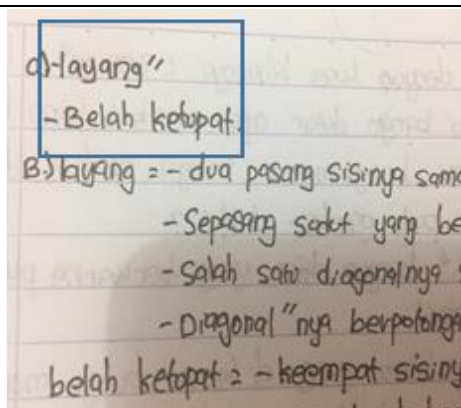 a) - layang"
- Belah ketupat.
B.) layang = - dua pasang sisinya sama
- Sepasang sudut yang be
- Salah satu diagonalnya
- Diagonal"nya berpotonga
belah ketopat = - keempat sisiny